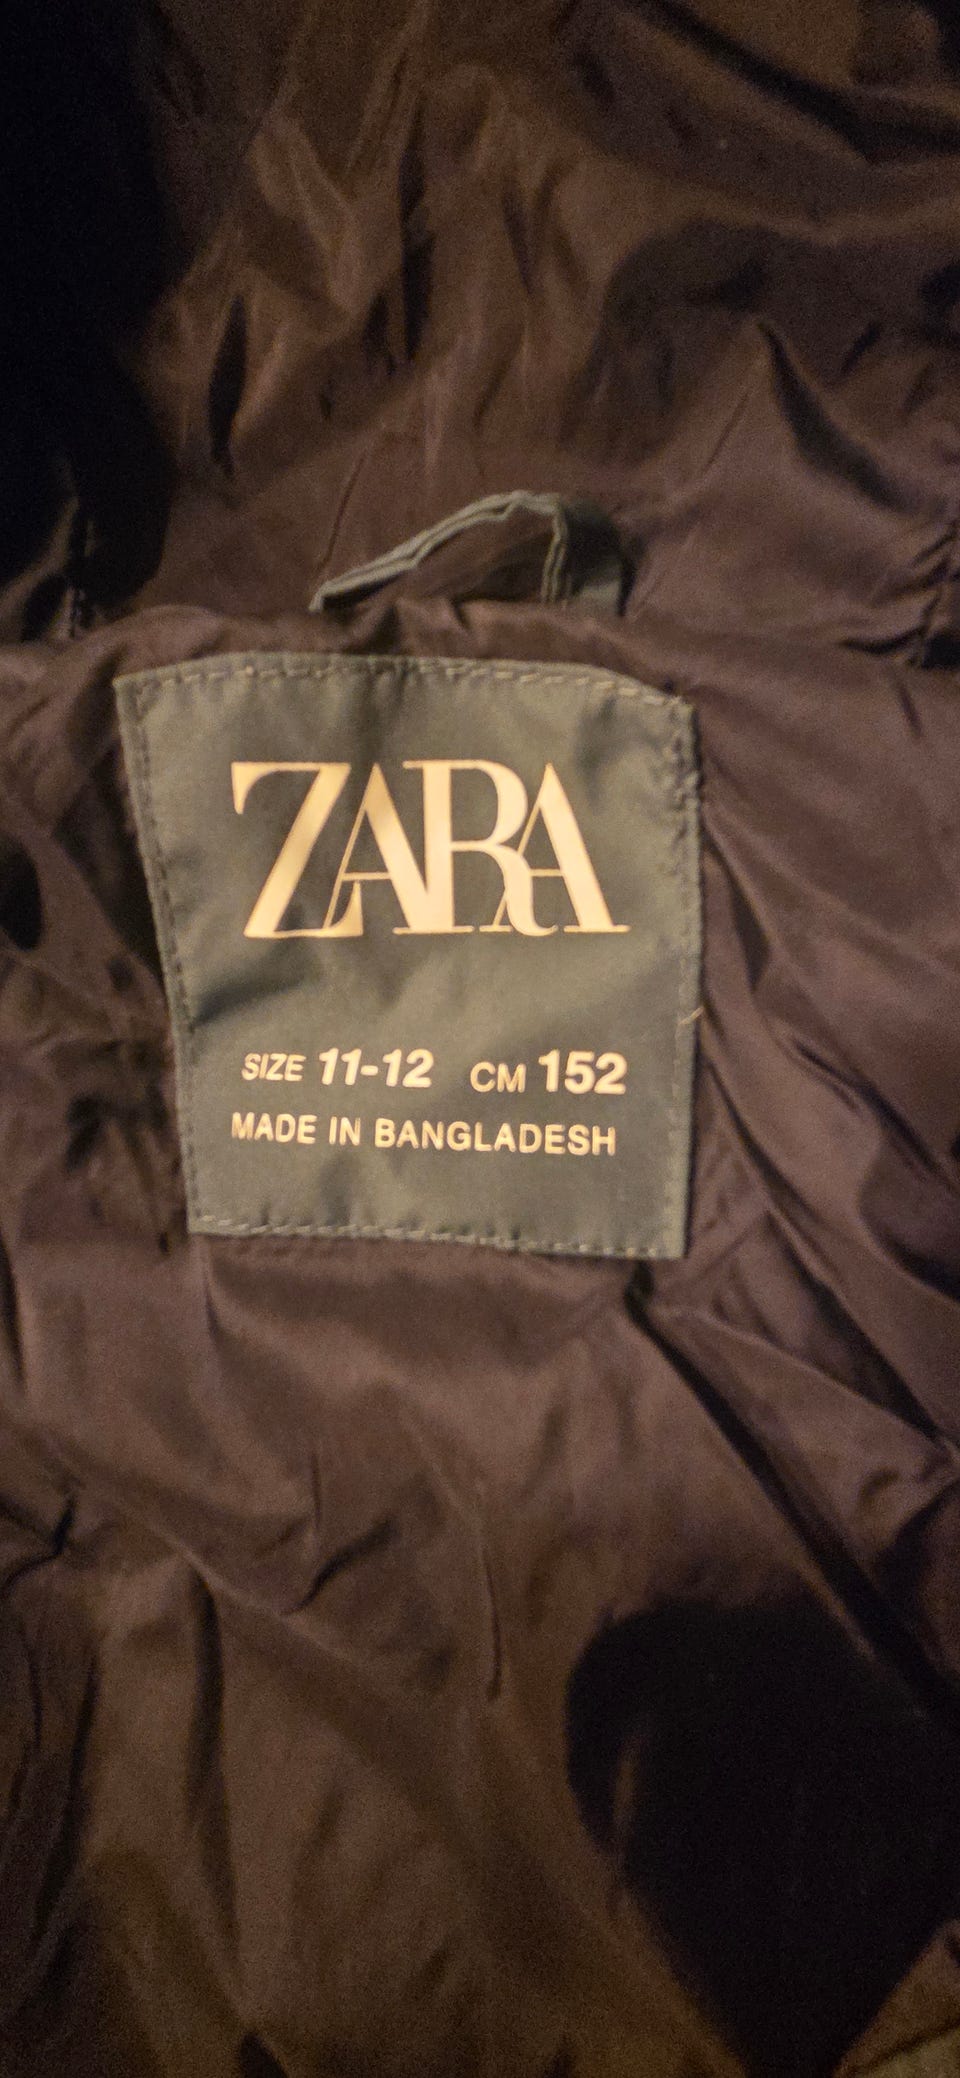 ZARA
SIZE 11-12 CM 152
MADE IN BANGLADESH